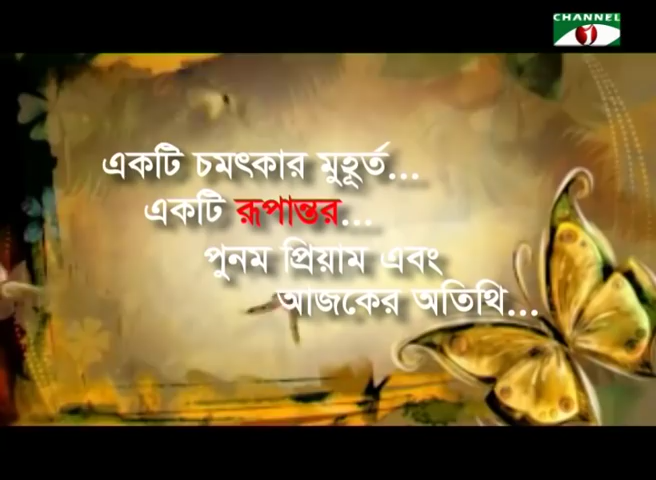 CHANNEL
i
একটি চমৎকার মুহূর্ত...
একটি রূপান্তর...
পুনম প্রিয়াম এবং
আজকের অতিথি...